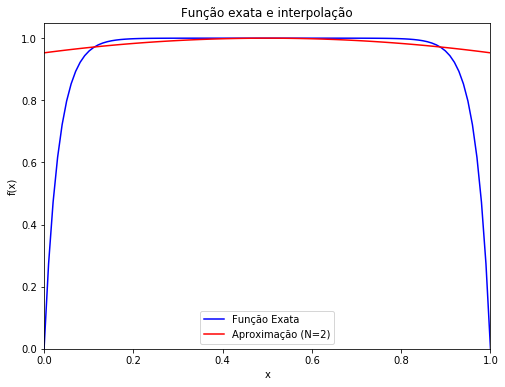 Função exata e interpolação
1.0
0.8
0.6
0.4
0.2
0.0
f(x)
Função Exata
Aproximação (N=2)
0.0 0.2 0.4 0.6 0.8 1.0
x